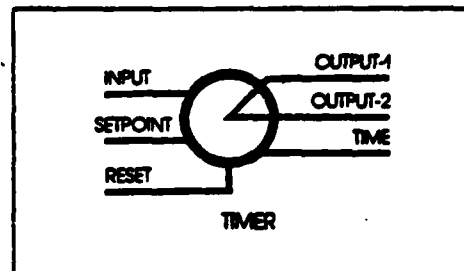 INPUT
SETPOINT
RESET
OUTPUT-1
OUTPUT-2
TIME
TIMER